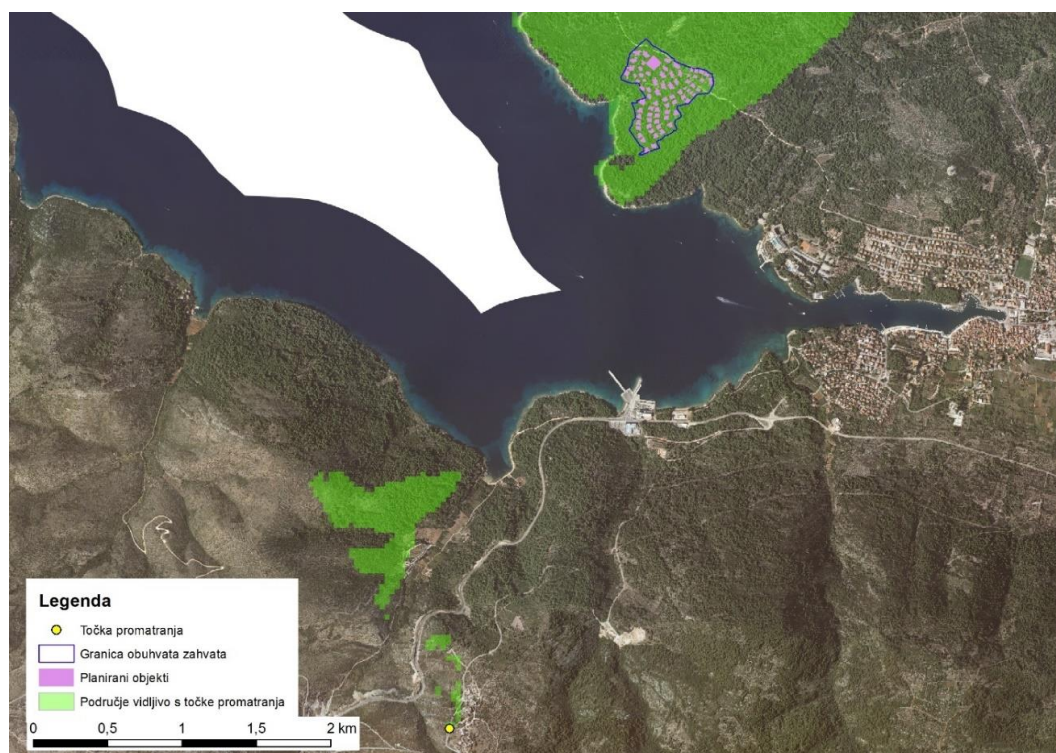 Legenda
Točka promatranja
Granica obuhvata zahvata
Planirani objekti
Područje vidljivo s točke promatranja
0 0,5 1 1,5 2 km